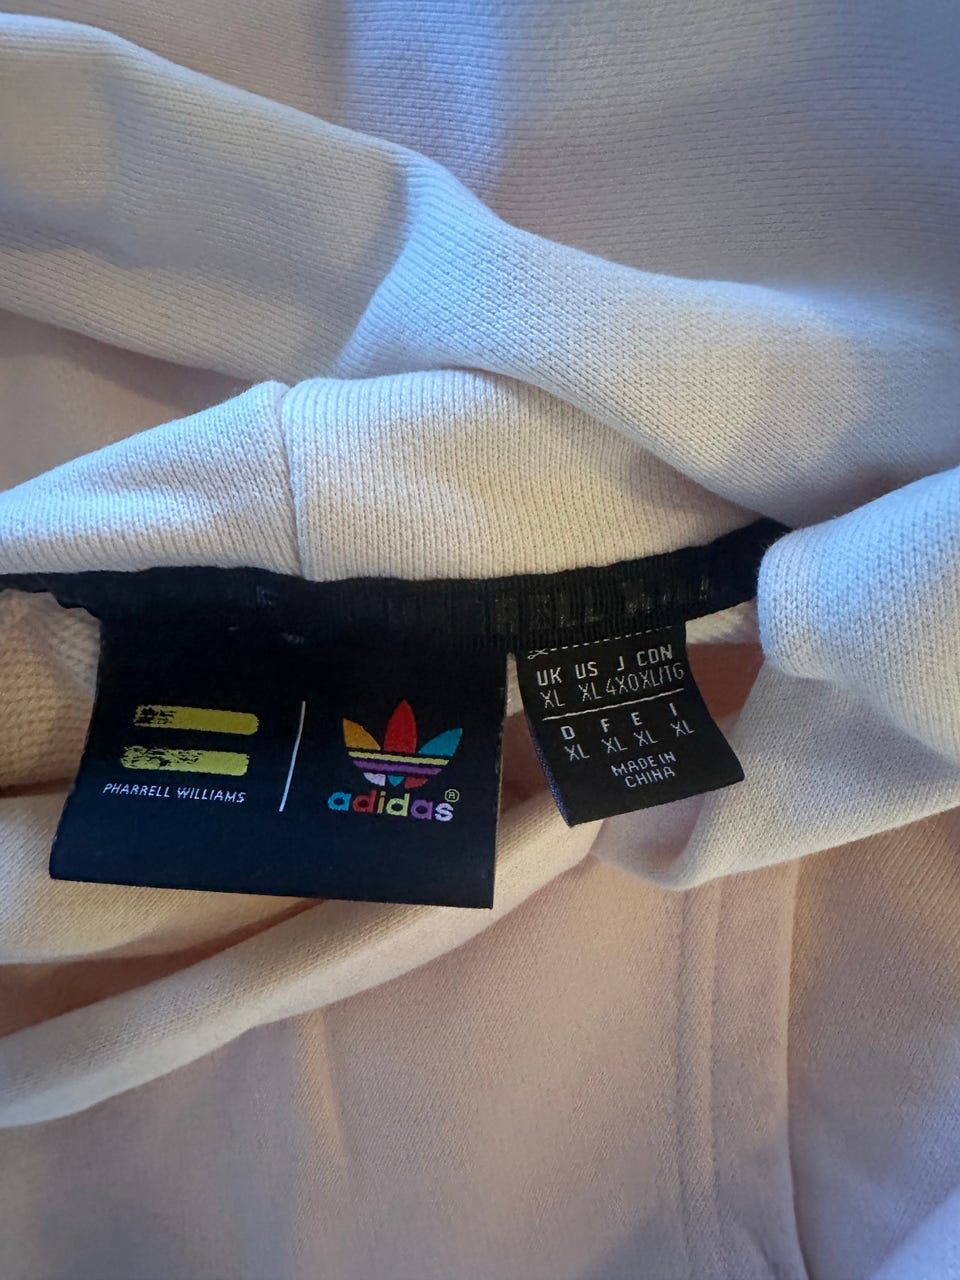 PHARRELL WILLIAMS
adidas®
UK US J CDN
XL XL 4XO XL/TG
D F E I
XL XL XL XL
MADE IN
CHINA